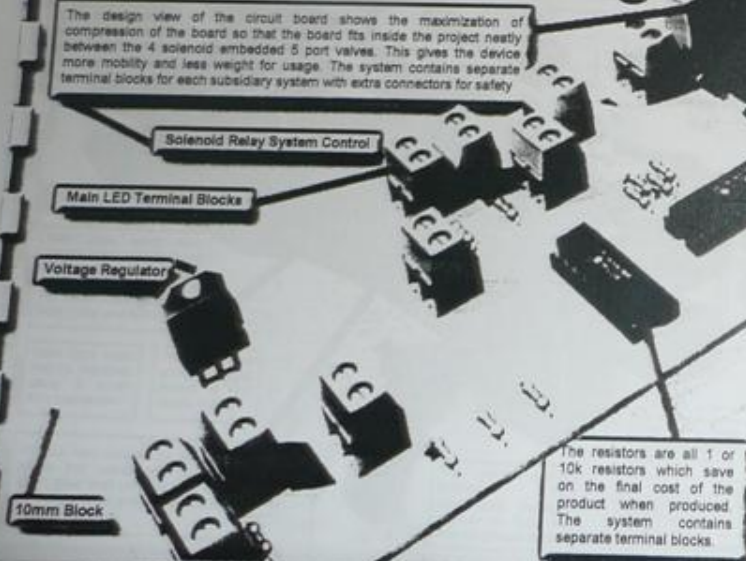 The design view of the circuit board shows the maximization of
compression of the board so that the board fits inside the project neatly
between the 4 solenoid embedded 5 port valves. This gives the device
more mobility and less weight for usage. The system contains separate
terminal blocks for each subsidiary system with extra connectors for safety
Solenoid Relay System Control
Main LED Terminal Blocks
Voltage Regulator
10mm Block
The resistors are all 1 or
10k resistors which save
on the final cost of the
product when produced.
The system contains
separate terminal blocks.